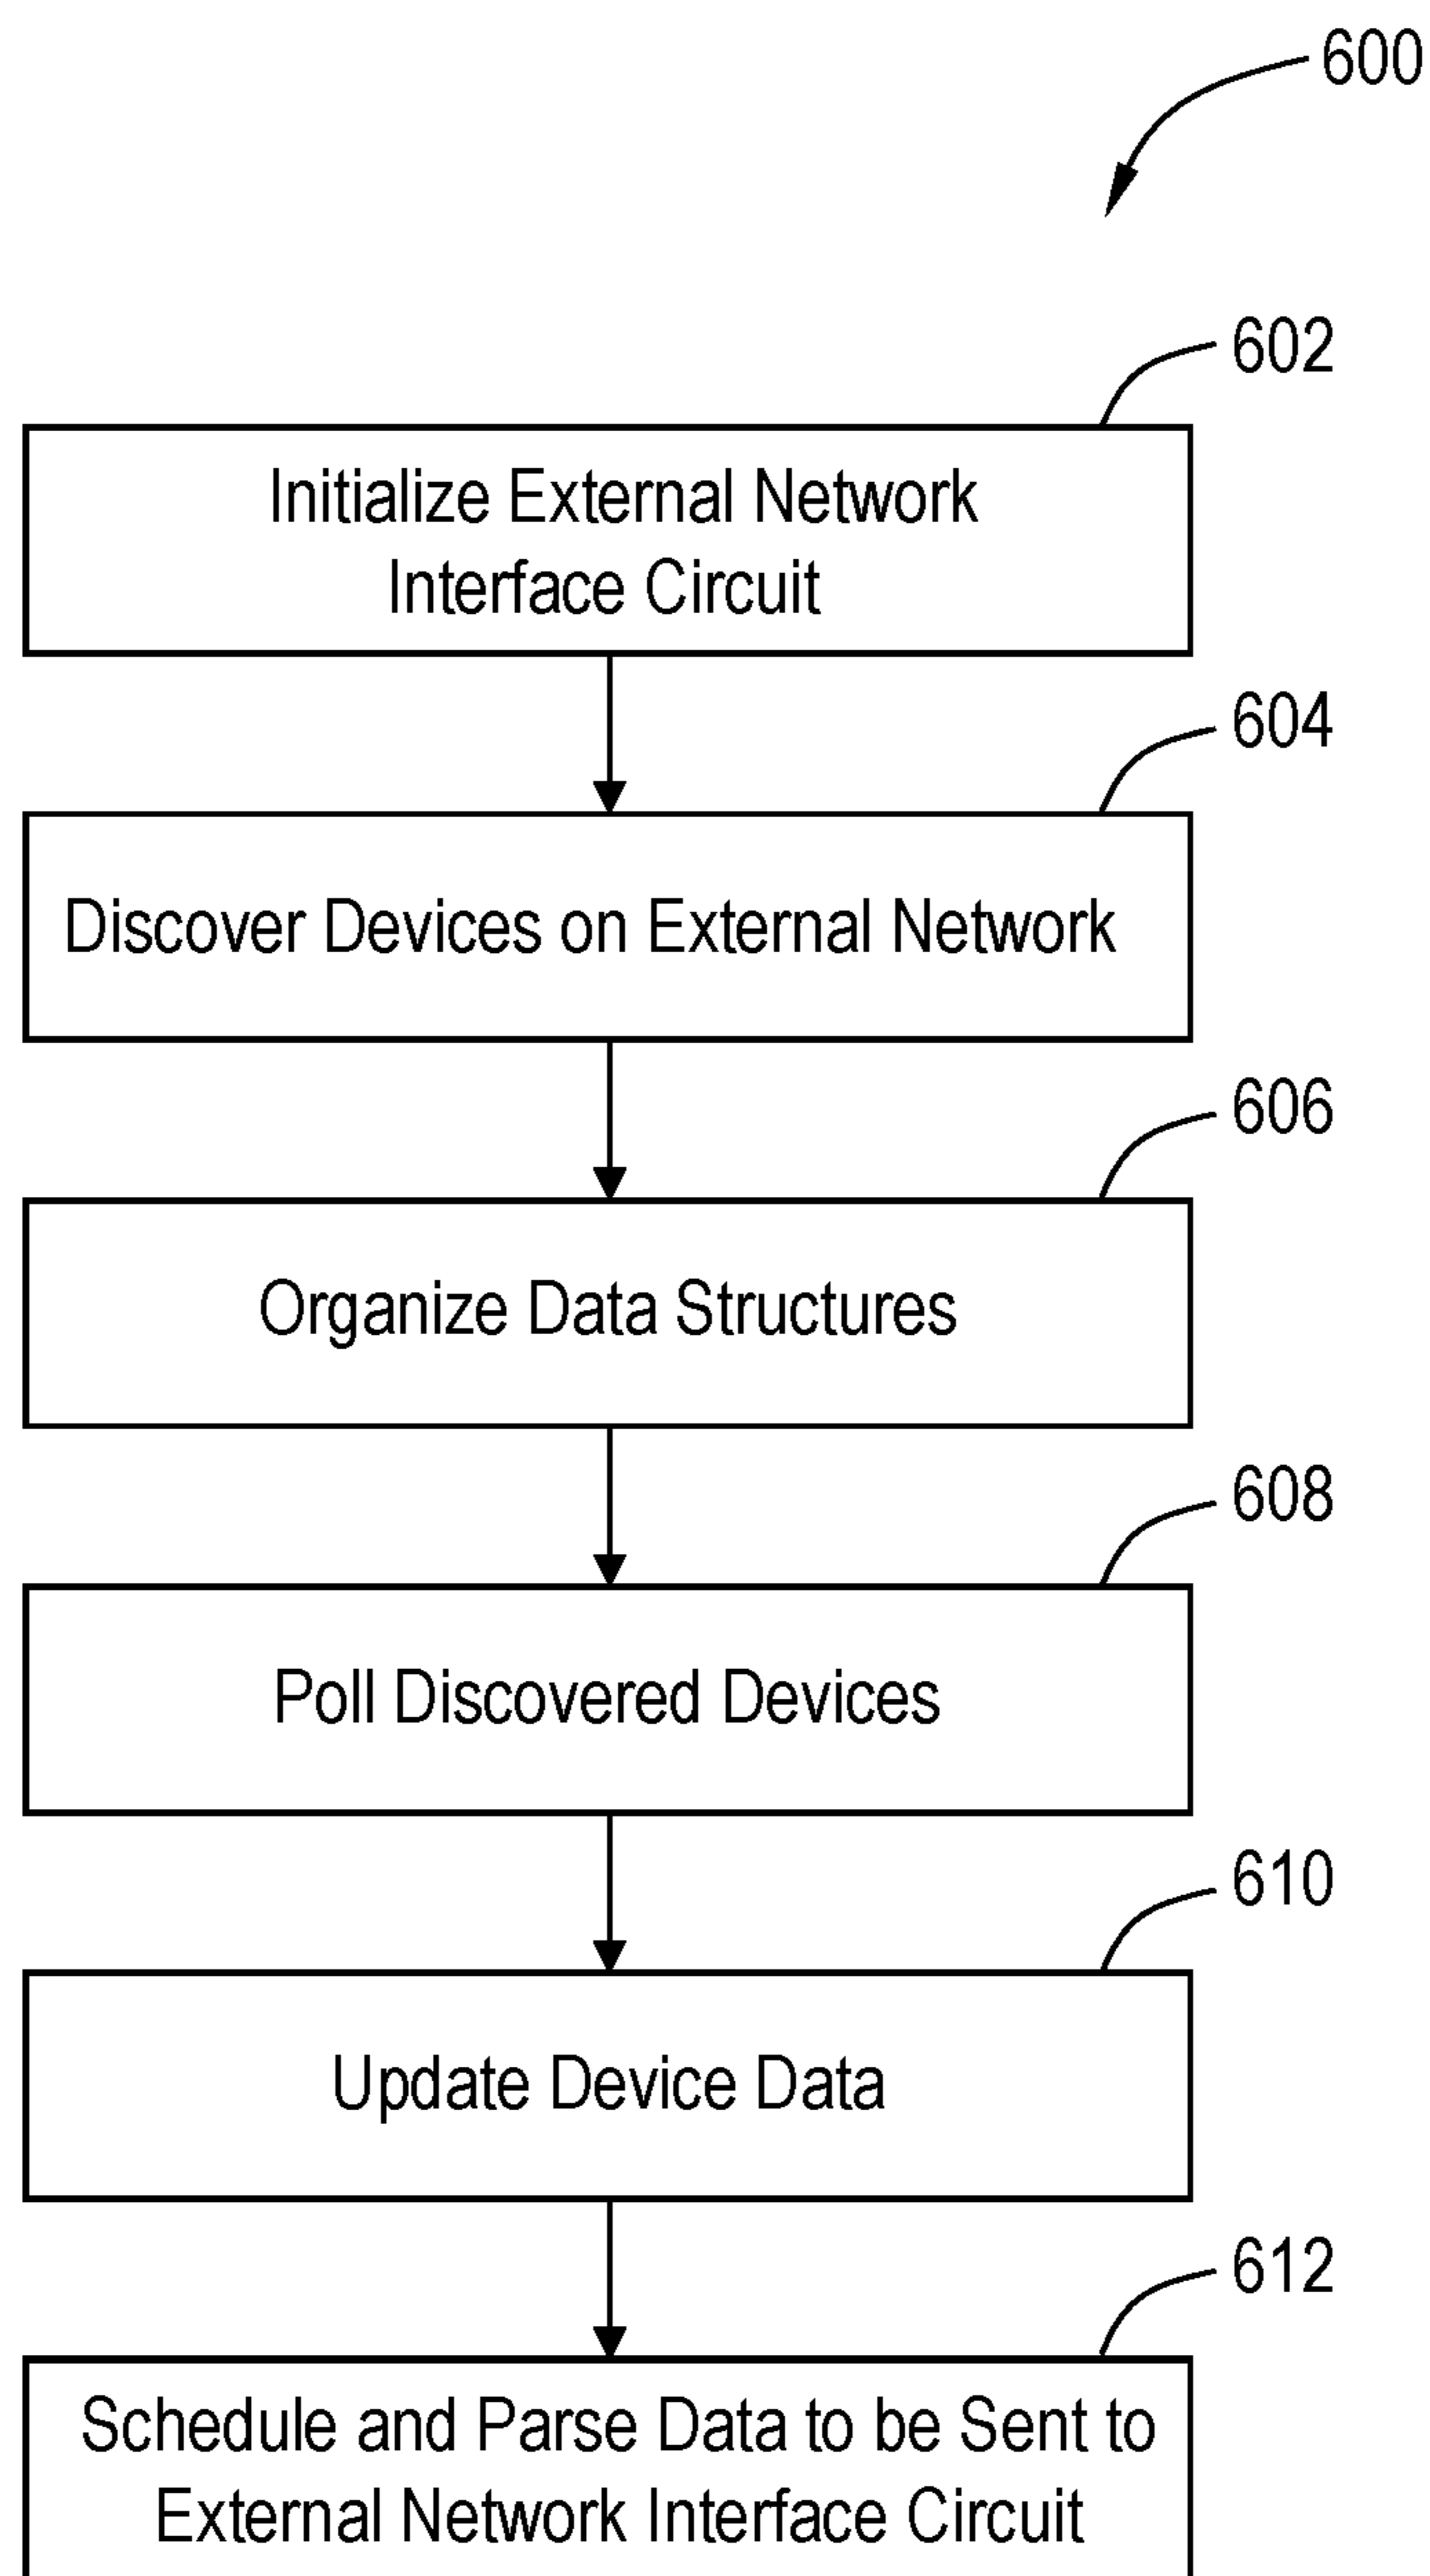 600
602
Initialize External Network
Interface Circuit
604
Discover Devices on External Network
606
Organize Data Structures
608
Poll Discovered Devices
610
Update Device Data
612
Schedule and Parse Data to be Sent to
External Network Interface Circuit